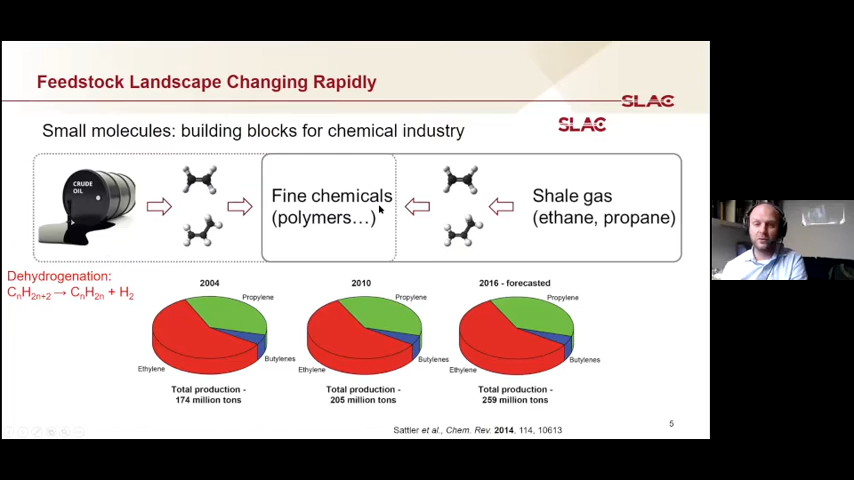 Feedstock Landscape Changing Rapidly
SLAC
SLAC
Small molecules: building blocks for chemical industry
CRUDE
OIL
Fine chemicals
(polymers…)
Shale gas
(ethane, propane)
Dehydrogenation:
CnH2n+2 → CnH2n + H2
2004
Propylene
Butylenes
Ethylene
Total production -
174 million tons
2010
Propylene
Butylenes
Ethylene
Total production -
205 million tons
2016 - forecasted
Propylene
Butylenes
Ethylene
Total production -
259 million tons
Sattler et al., Chem. Rev. 2014, 114, 10613
5